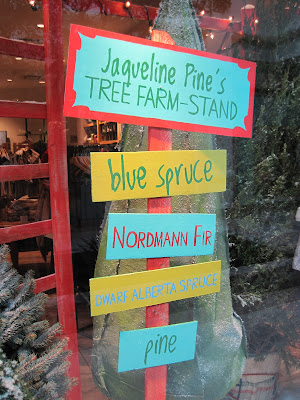 Jaqueline Pine's
TREE FARM-STAND
blue spruce
NORDMANN FIR
DWARF ALBERTA SPRUCE
pine